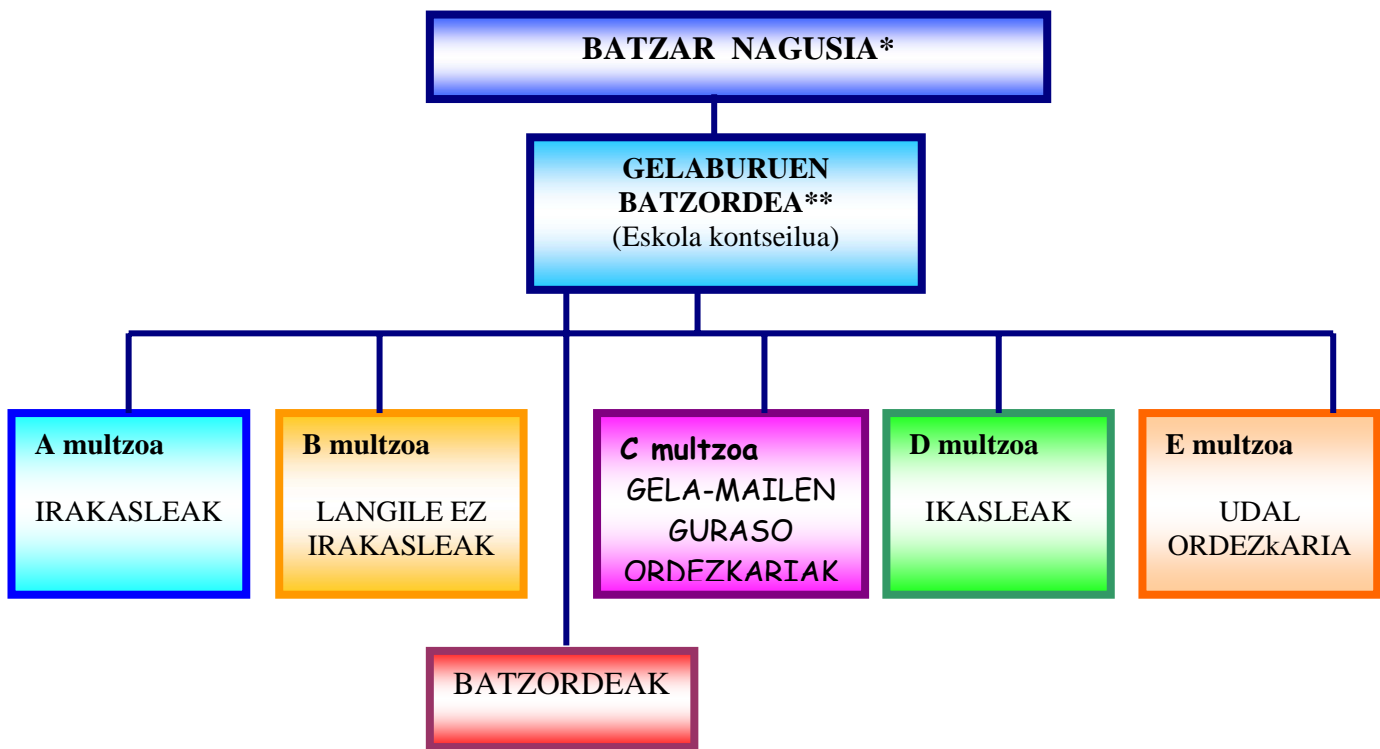 BATZAR NAGUSIA*
GELABURUEN
BATZORDEA**
(Eskola kontseilua)
A multzoa
IRAKASLEAK
B multzoa
LANGILE EZ
IRAKASLEAK
C multzoa
GELA-MAILEN
GURASO
ORDEZKARIAK
D multzoa
IKASLEAK
E multzoa
UDAL
ORDEZkARIA
BATZORDEAK